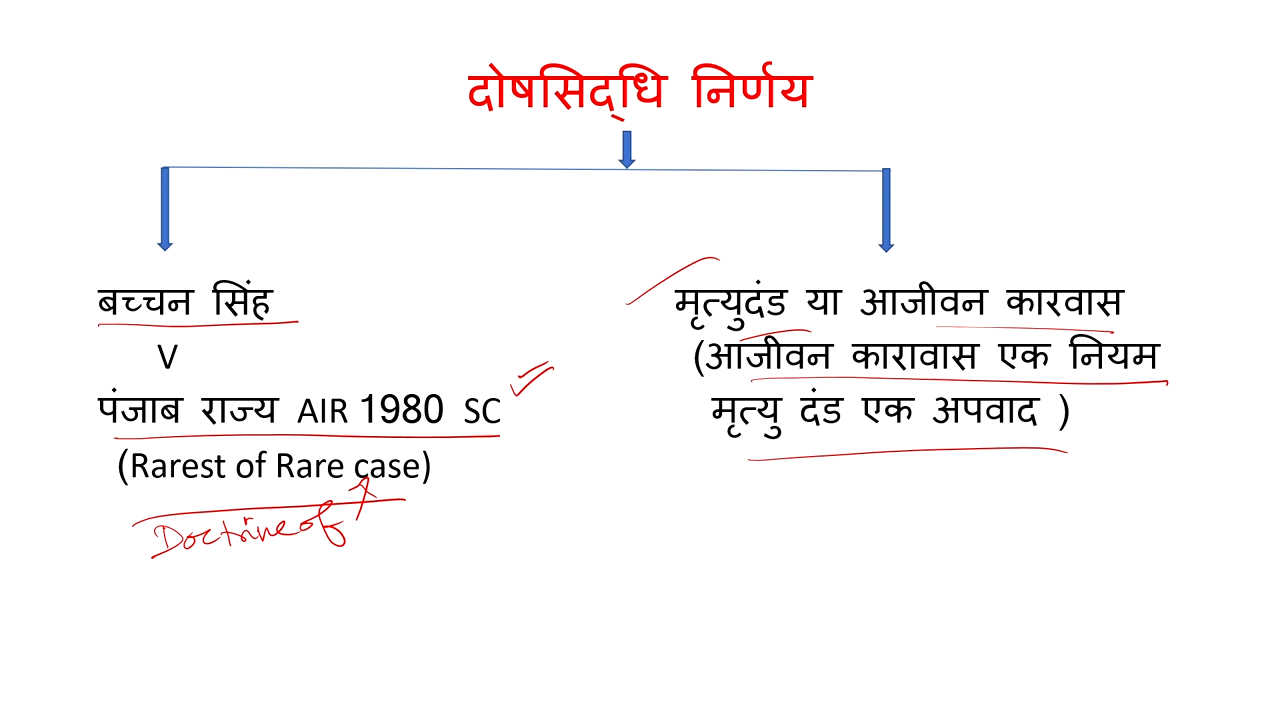 दोषसिद्धि निर्णय
बच्चन सिंह
V
पंजाब राज्य AIR 1980 SC
(Rarest of Rare case)
Doctrine of
मृत्युदंड या आजीवन कारवास
(आजीवन कारावास एक नियम
मृत्यु दंड एक अपवाद )